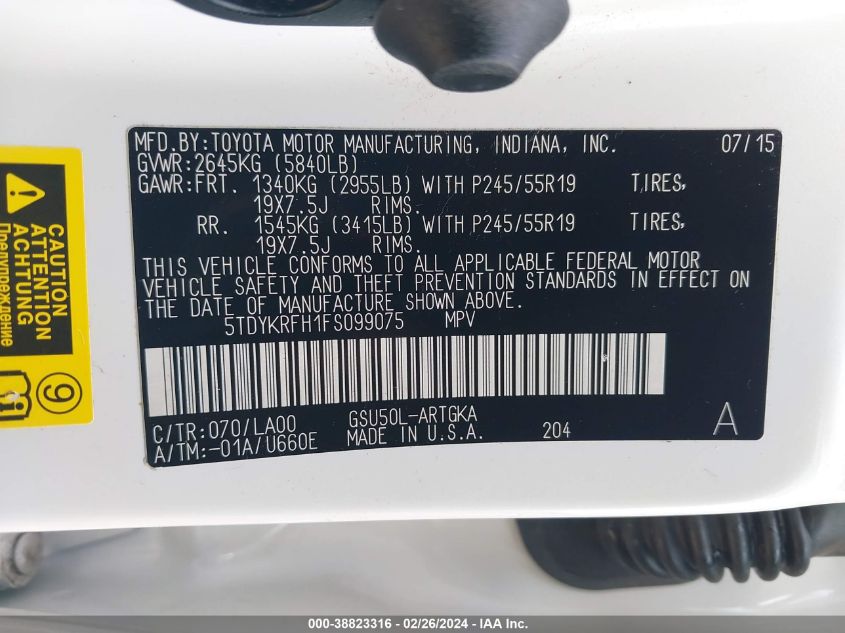 MFD.BY:TOYOTA MOTOR MANUFACTURING, INDIANA, INC. 07/15
GVWR:2645KG (5840LB)
GAWR:FRT. 1340KG (2955LB) WITH P245/55R19 TIRES,
19X7.5J RIMS.
RR. 1545KG (3415LB) WITH P245/55R19 TIRES,
19X7.5J RIMS.
THIS VEHICLE CONFORMS TO ALL APPLICABLE FEDERAL MOTOR
VEHICLE SAFETY AND THEFT PREVENTION STANDARDS IN EFFECT ON
THE DATE OF MANUFACTURE SHOWN ABOVE.
5TDYKRFH1FS099075 MPV
C/TR:070/LA00 GSU50L-ARTGKA
A/TM:-01A/U660E MADE IN U.S.A. 204 A
CAUTION
ATTENTION
ACHTUNG
Предупреждение
9
000-38823316 - 02/26/2024 - IAA Inc.